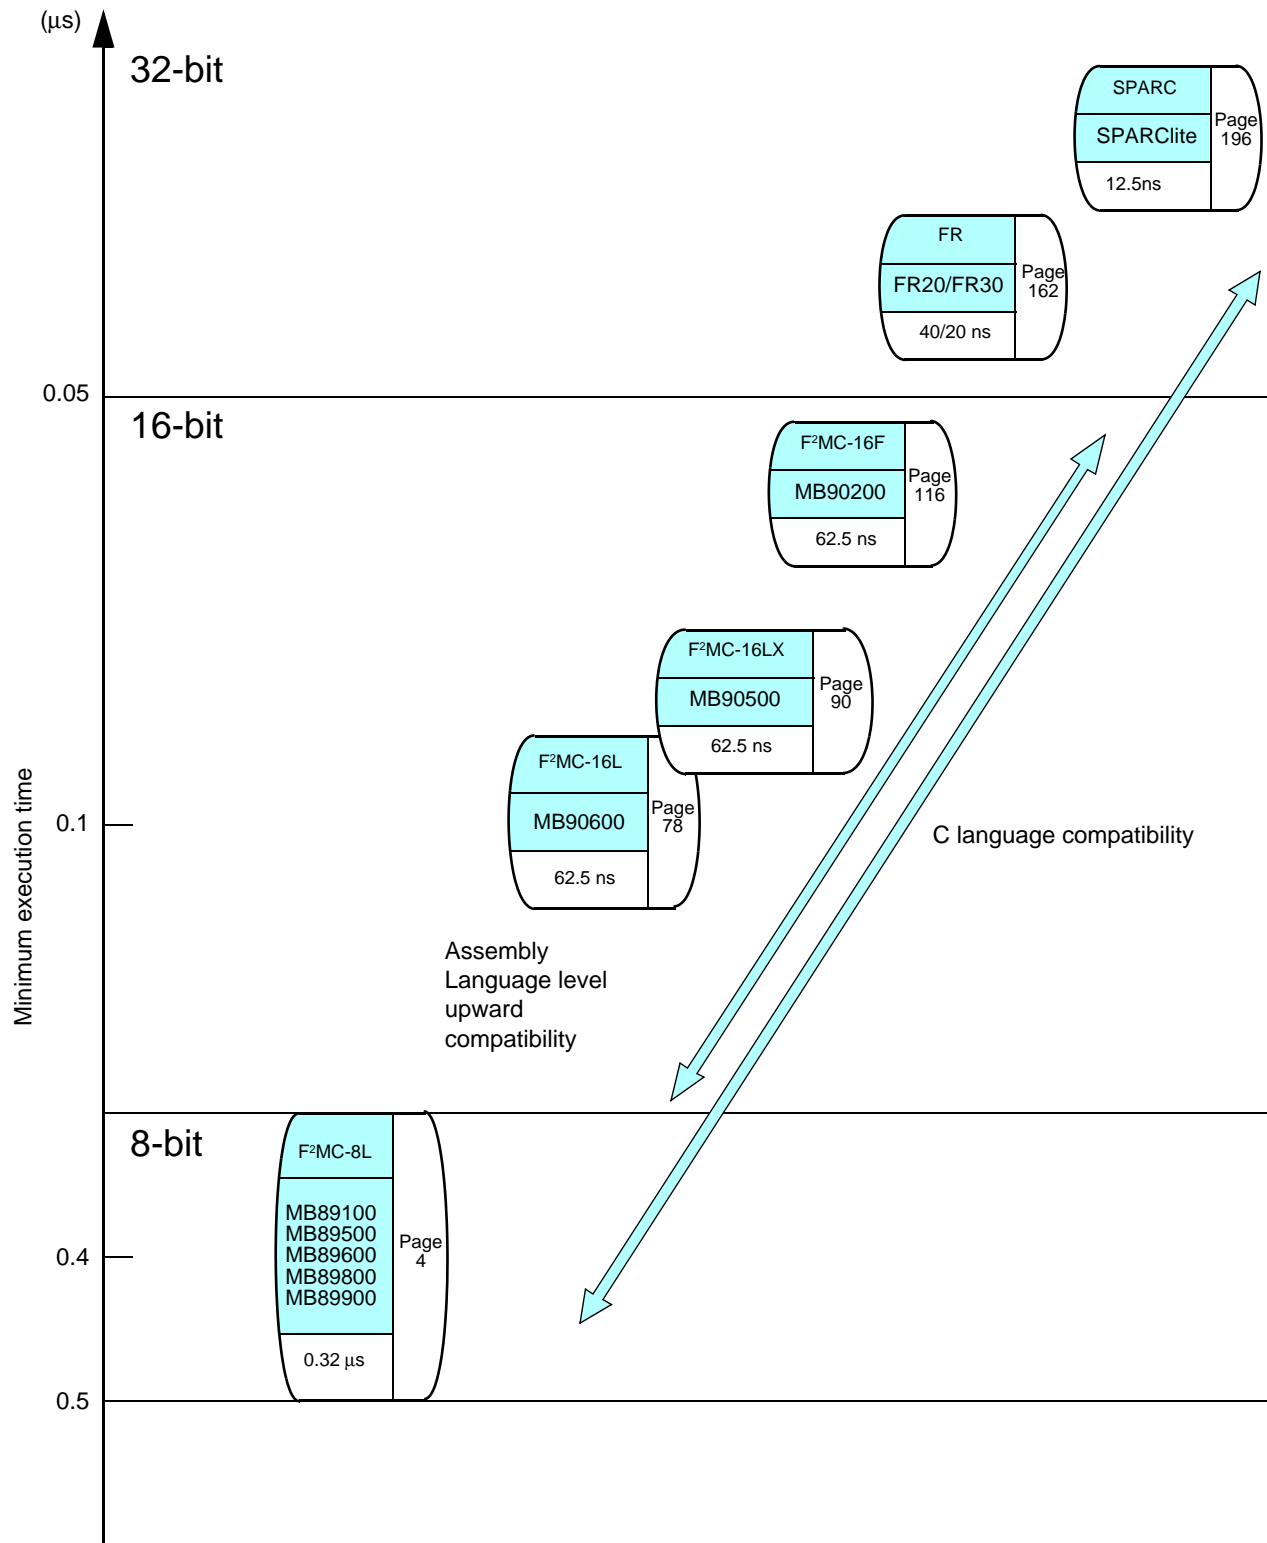 (μs)
32-bit
SPARC
SPARClite
12.5ns
Page
196
FR
FR20/FR30
40/20 ns
Page
162
0.05
16-bit
F²MC-16F
MB90200
62.5 ns
Page
116
F²MC-16LX
MB90500
62.5 ns
Page
90
F²MC-16L
MB90600
62.5 ns
Page
78
Minimum execution time
0.1
C language compatibility
Assembly
Language level
upward
compatibility
8-bit
F²MC-8L
MB89100
MB89500
MB89600
MB89800
MB89900
0.32 μs
Page
4
0.4
0.5